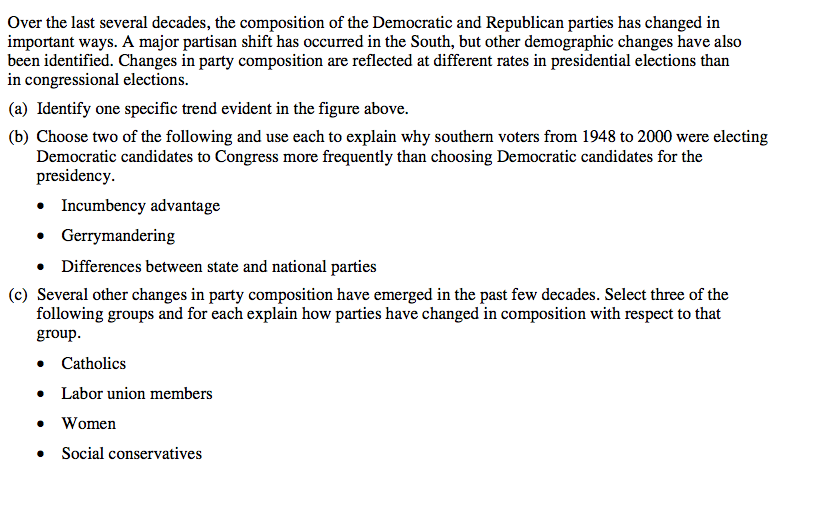 Over the last several decades, the composition of the Democratic and Republican parties has changed in
important ways. A major partisan shift has occurred in the South, but other demographic changes have also
been identified. Changes in party composition are reflected at different rates in presidential elections than
in congressional elections.
(a) Identify one specific trend evident in the figure above.
(b) Choose two of the following and use each to explain why southern voters from 1948 to 2000 were electing
Democratic candidates to Congress more frequently than choosing Democratic candidates for the
presidency.
• Incumbency advantage
• Gerrymandering
• Differences between state and national parties
(c) Several other changes in party composition have emerged in the past few decades. Select three of the
following groups and for each explain how parties have changed in composition with respect to that
group.
• Catholics
• Labor union members
• Women
• Social conservatives